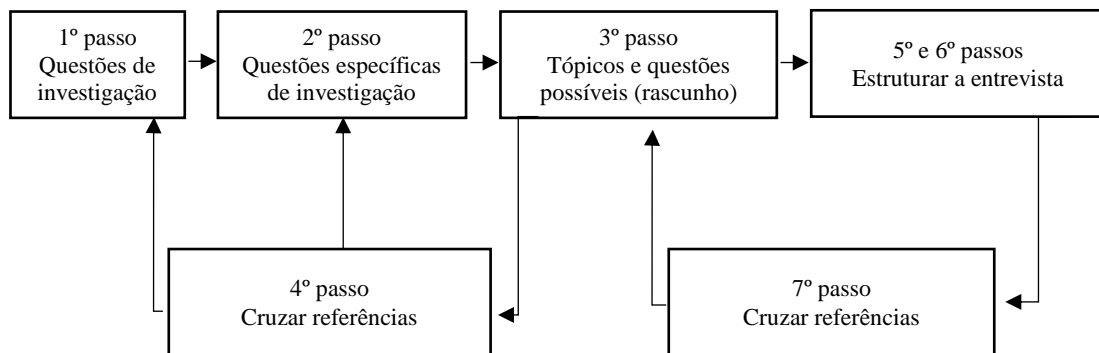 1º passo
Questões de
investigação
2º passo
Questões específicas
de investigação
3º passo
Tópicos e questões
possíveis (rascunho)
5º e 6º passos
Estruturar a entrevista
4º passo
Cruzar referências
7º passo
Cruzar referências